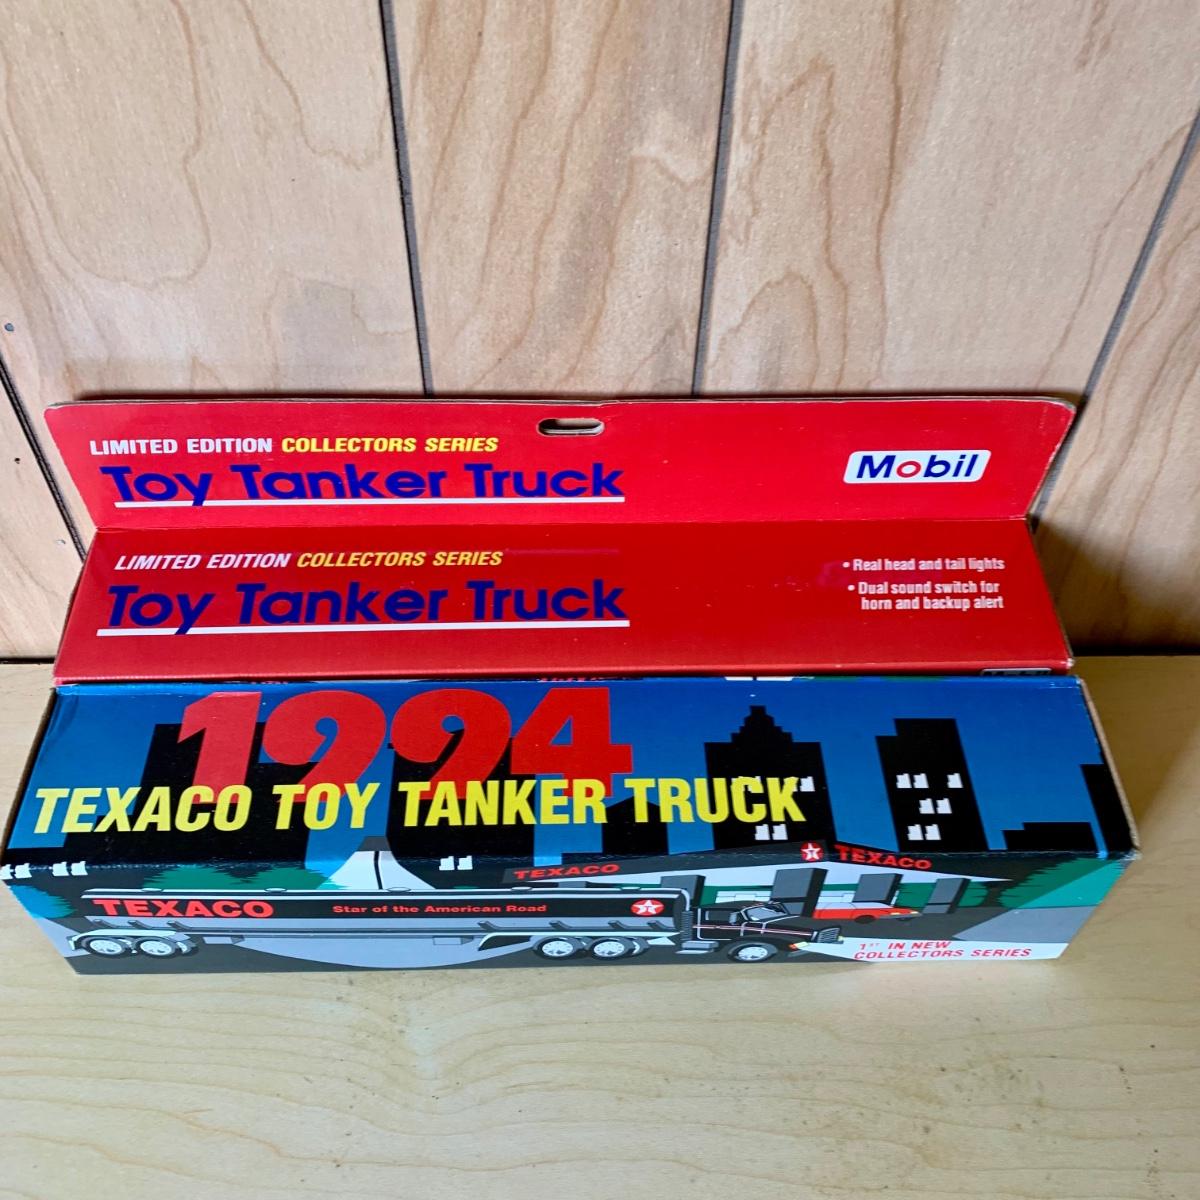 LIMITED EDITION COLLECTORS SERIES
Toy Tanker Truck
Mobil
LIMITED EDITION COLLECTORS SERIES
Toy Tanker Truck
• Real head and tail lights
• Dual sound switch for
horn and backup alert
Mobil
1994
TEXACO TOY TANKER TRUCK
TEXACO
TEXACO
TEXACO
Star of the American Road
1ST IN NEW
COLLECTORS SERIES